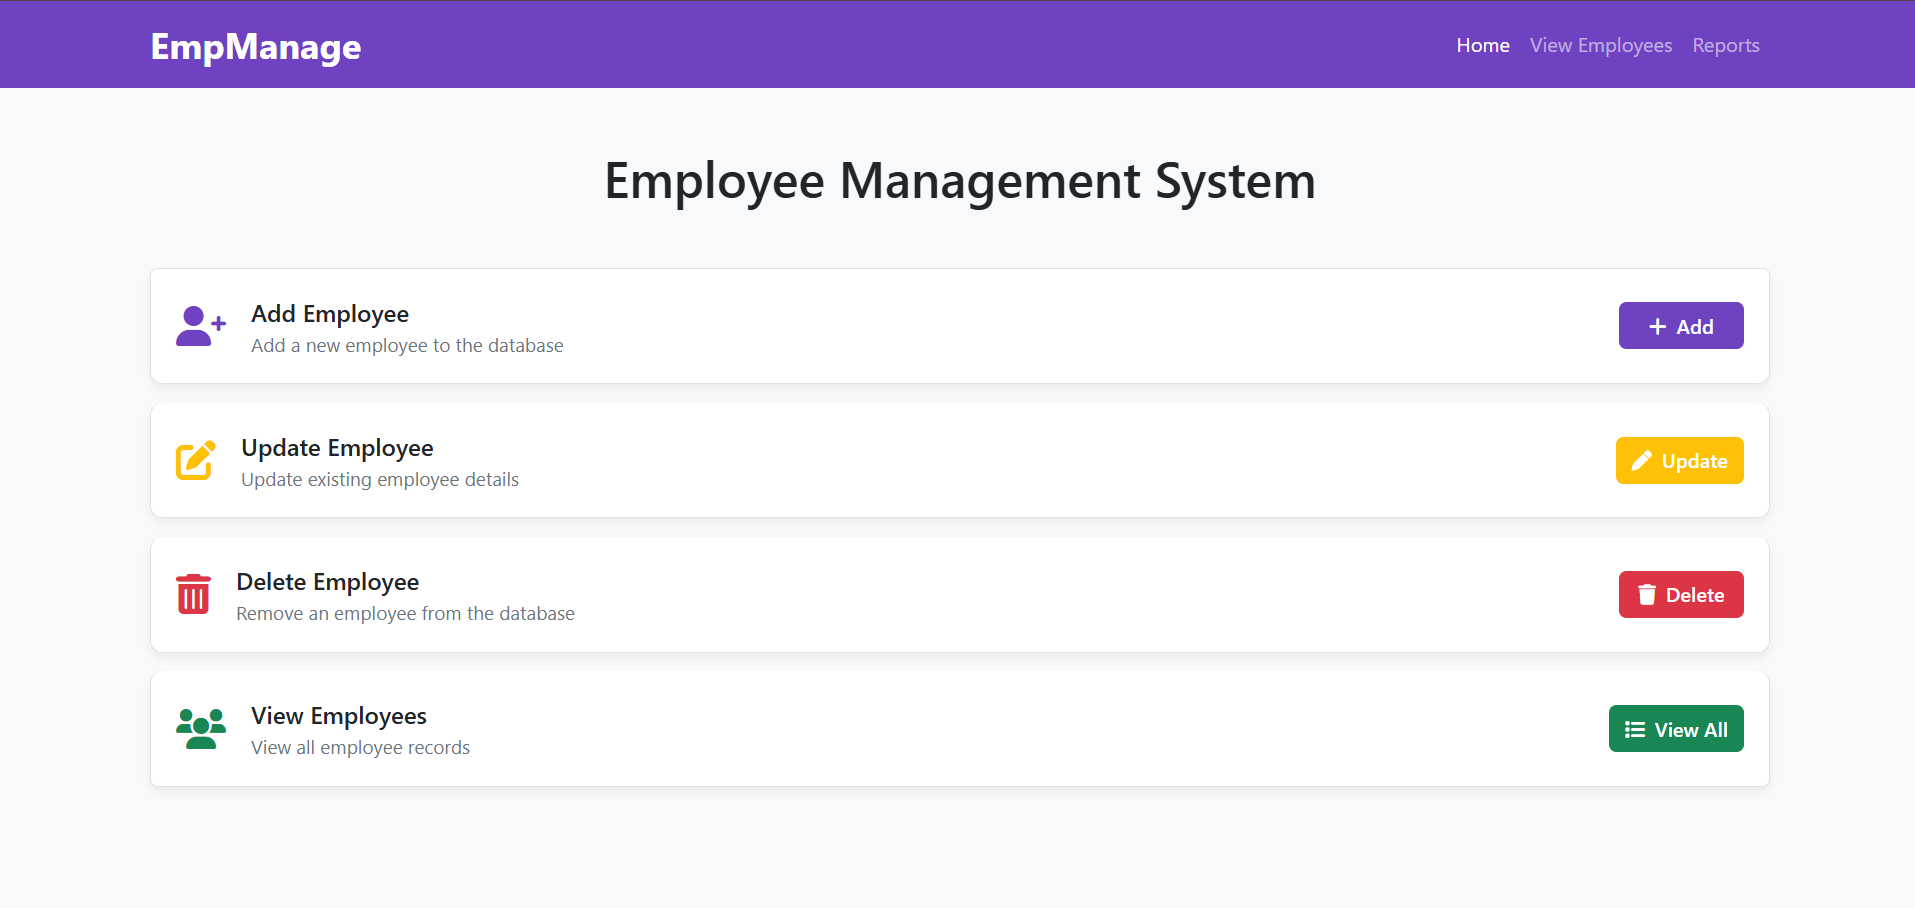 EmpManage
Home View Employees Reports
Employee Management System
Add Employee
Add a new employee to the database
Add
Update Employee
Update existing employee details
Update
Delete Employee
Remove an employee from the database
Delete
View Employees
View all employee records
View All